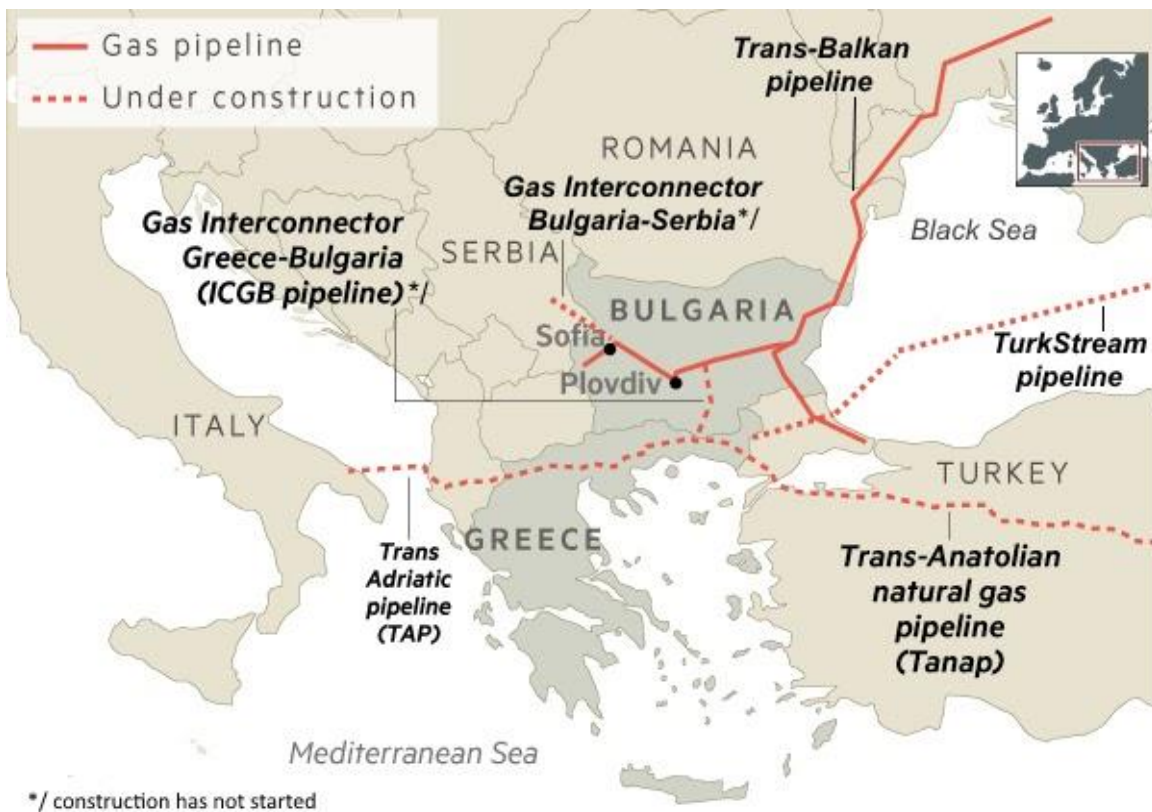 Gas pipeline
Under construction
Trans-Balkan
pipeline
ROMANIA
Gas Interconnector
Bulgaria-Serbia*/
Gas Interconnector
Greece-Bulgaria
(ICGB pipeline)*/
SERBIA
Black Sea
BULGARIA
Sofia
Plovdiv
TurkStream
pipeline
ITALY
TURKEY
GREECE
Trans
Adriatic
pipeline
(TAP)
Trans-Anatolian
natural gas
pipeline
(Tanap)
Mediterranean Sea
*/ construction has not started